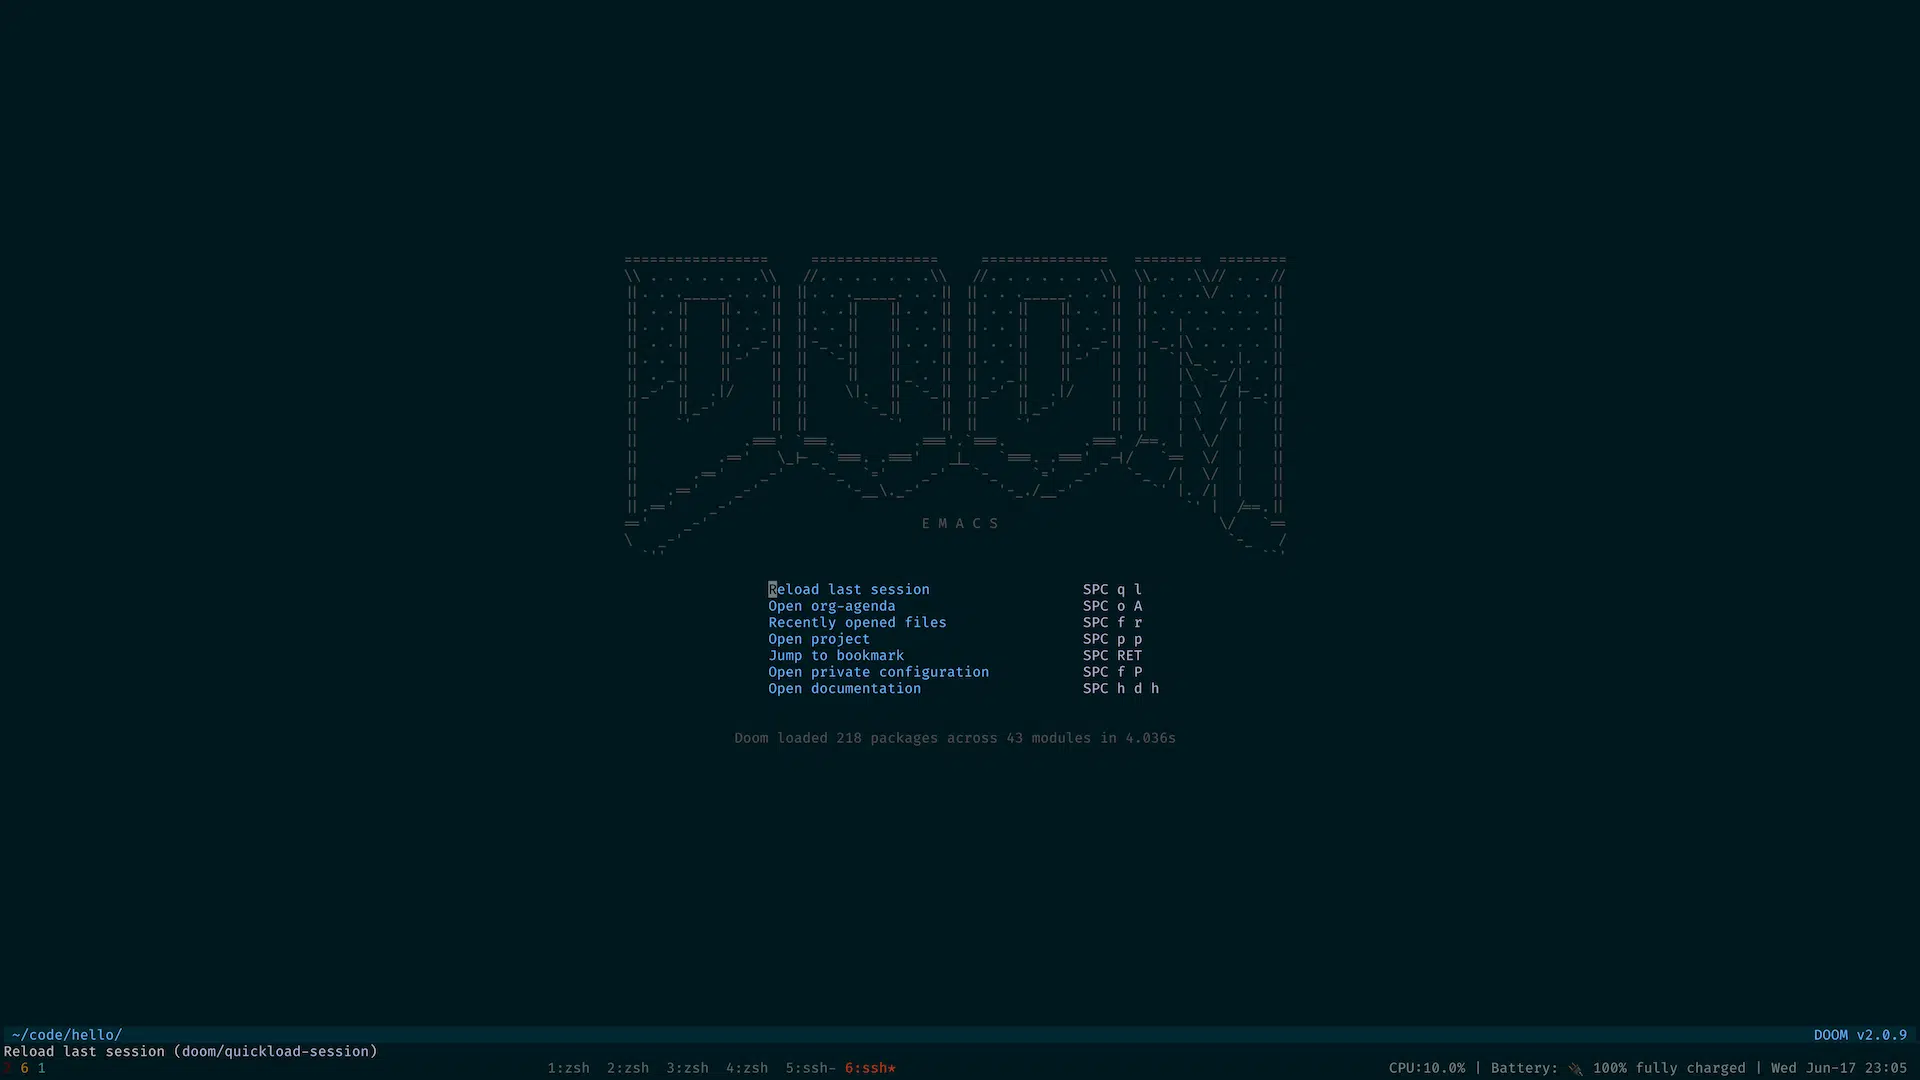 EMACS
Reload last session SPC q l
Open org-agenda SPC o A
Recently opened files SPC f r
Open project SPC p p
Jump to bookmark SPC RET
Open private configuration SPC f P
Open documentation SPC h d h
Doom loaded 218 packages across 43 modules in 4.036s
~/code/hello/ DOOM v2.0.9
Reload last session (doom/quickload-session)
6 1 1:zsh 2:zsh 3:zsh 4:zsh 5:ssh- 6:ssh* CPU:10.0% | Battery: 🔌 100% fully charged | Wed Jun-17 23:05